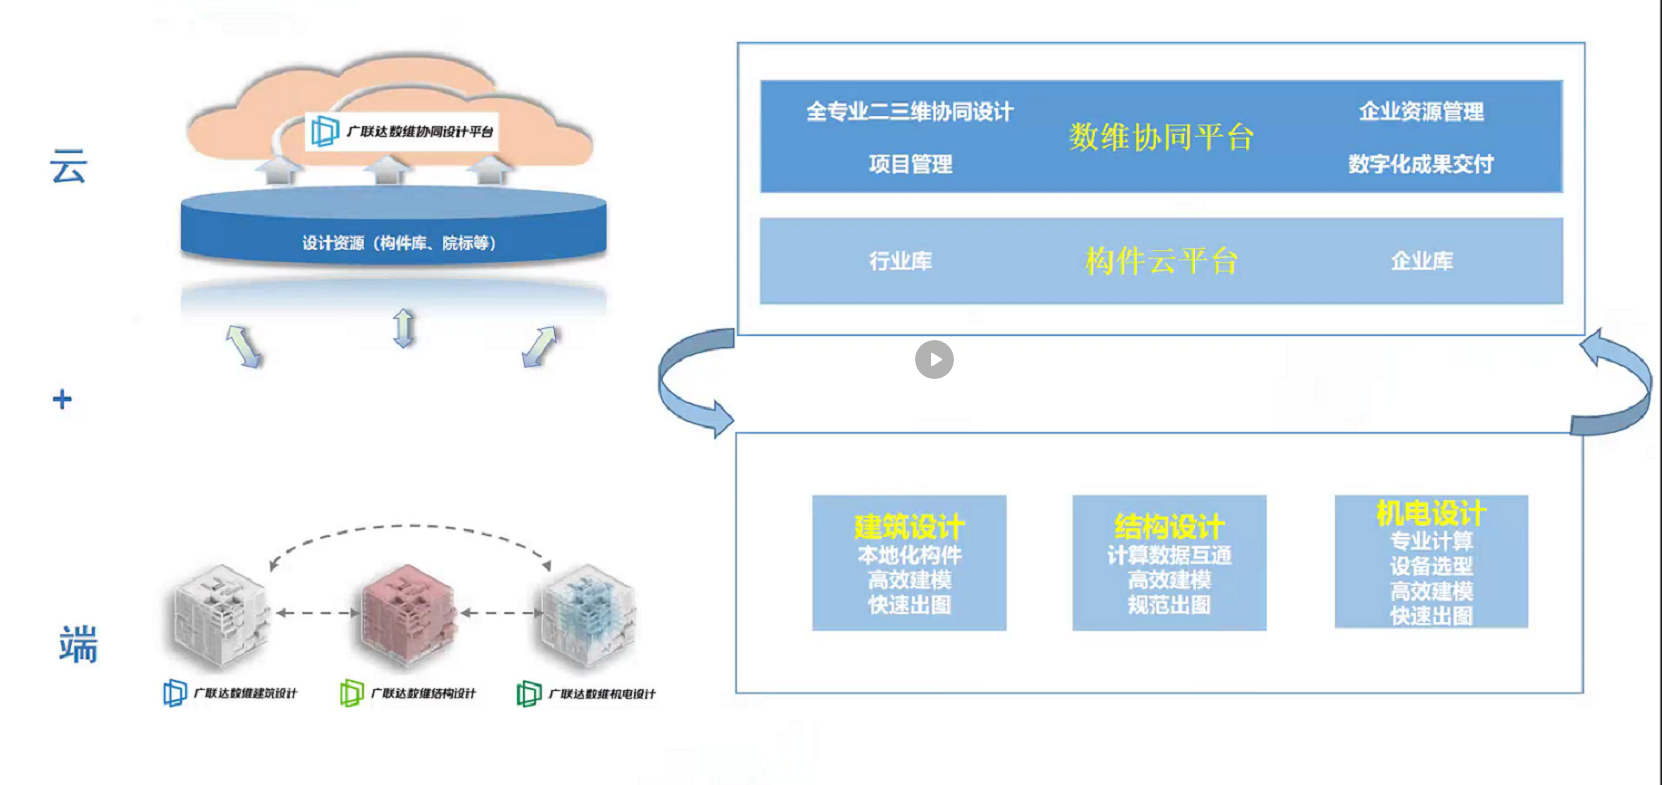 云
广联达数维协同设计平台
设计资源（构件库、院标等）
+
端
广联达数维建筑设计
广联达数维结构设计
广联达数维机电设计
全专业二三维协同设计
项目管理
数维协同平台
企业资源管理
数字化成果交付
行业库
构件云平台
企业库
建筑设计
本地化构件
高效建模
快速出图
结构设计
计算数据互通
高效建模
规范出图
机电设计
专业计算
设备选型
高效建模
快速出图